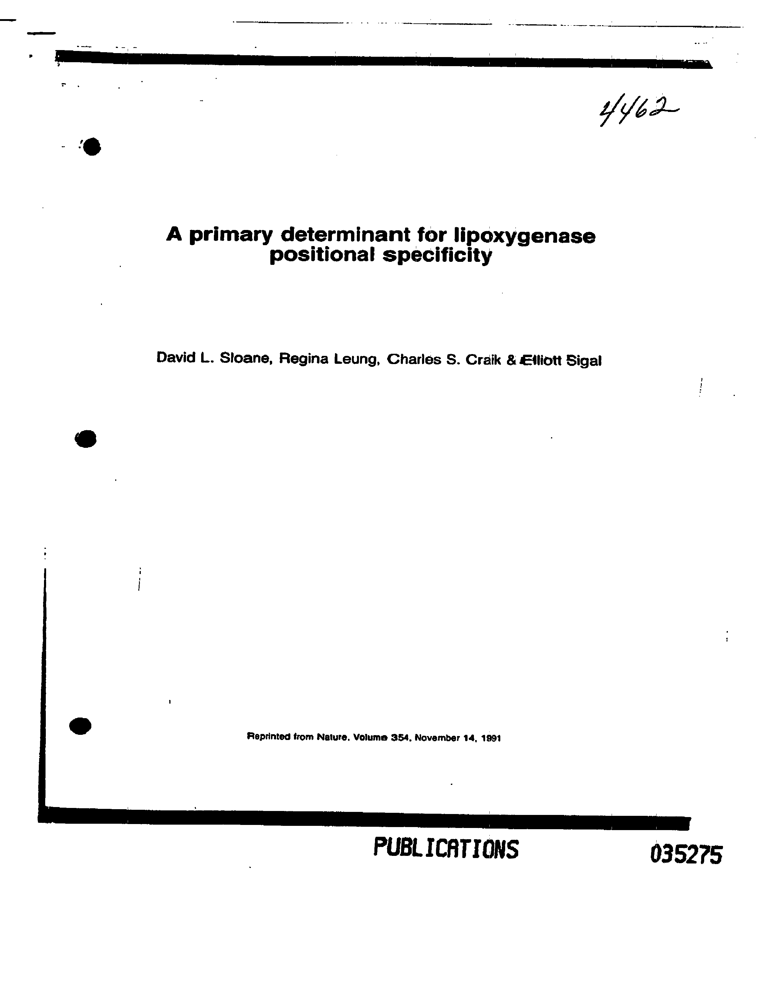 4462
A primary determinant for lipoxygenase
positional specificity
David L. Sloane, Regina Leung, Charles S. Craik & Elliott Sigal
Reprinted from Nature, Volume 354, November 14, 1991
PUBLICATIONS 035275